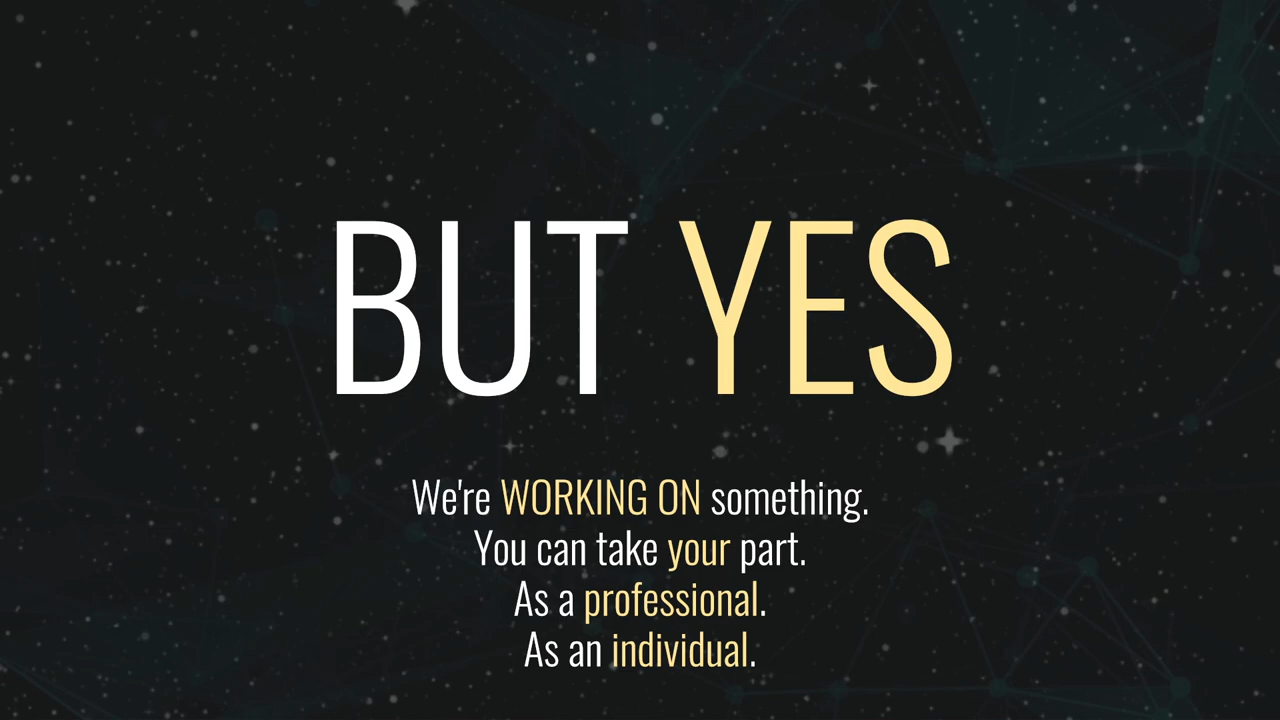 BUT YES
We're WORKING ON something.
You can take your part.
As a professional.
As an individual.